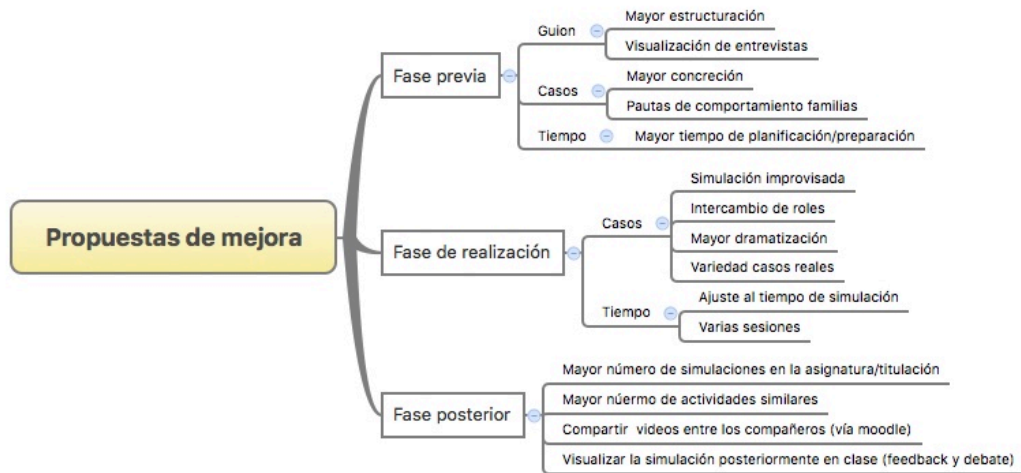 Propuestas de mejora
Fase previa
Guion
Mayor estructuración
Visualización de entrevistas
Casos
Mayor concreción
Pautas de comportamiento familias
Tiempo
Mayor tiempo de planificación/preparación
Fase de realización
Casos
Simulación improvisada
Intercambio de roles
Mayor dramatización
Variedad casos reales
Tiempo
Ajuste al tiempo de simulación
Varias sesiones
Fase posterior
Mayor número de simulaciones en la asignatura/titulación
Mayor núermo de actividades similares
Compartir videos entre los compañeros (vía moodle)
Visualizar la simulación posteriormente en clase (feedback y debate)